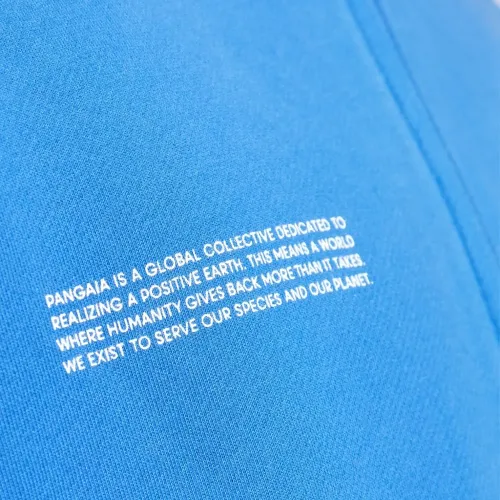 PANGAIA IS A GLOBAL COLLECTIVE DEDICATED TO
REALIZING A POSITIVE EARTH. THIS MEANS A WORLD
WHERE HUMANITY GIVES BACK MORE THAN IT TAKES.
WE EXIST TO SERVE OUR SPECIES AND OUR PLANET.